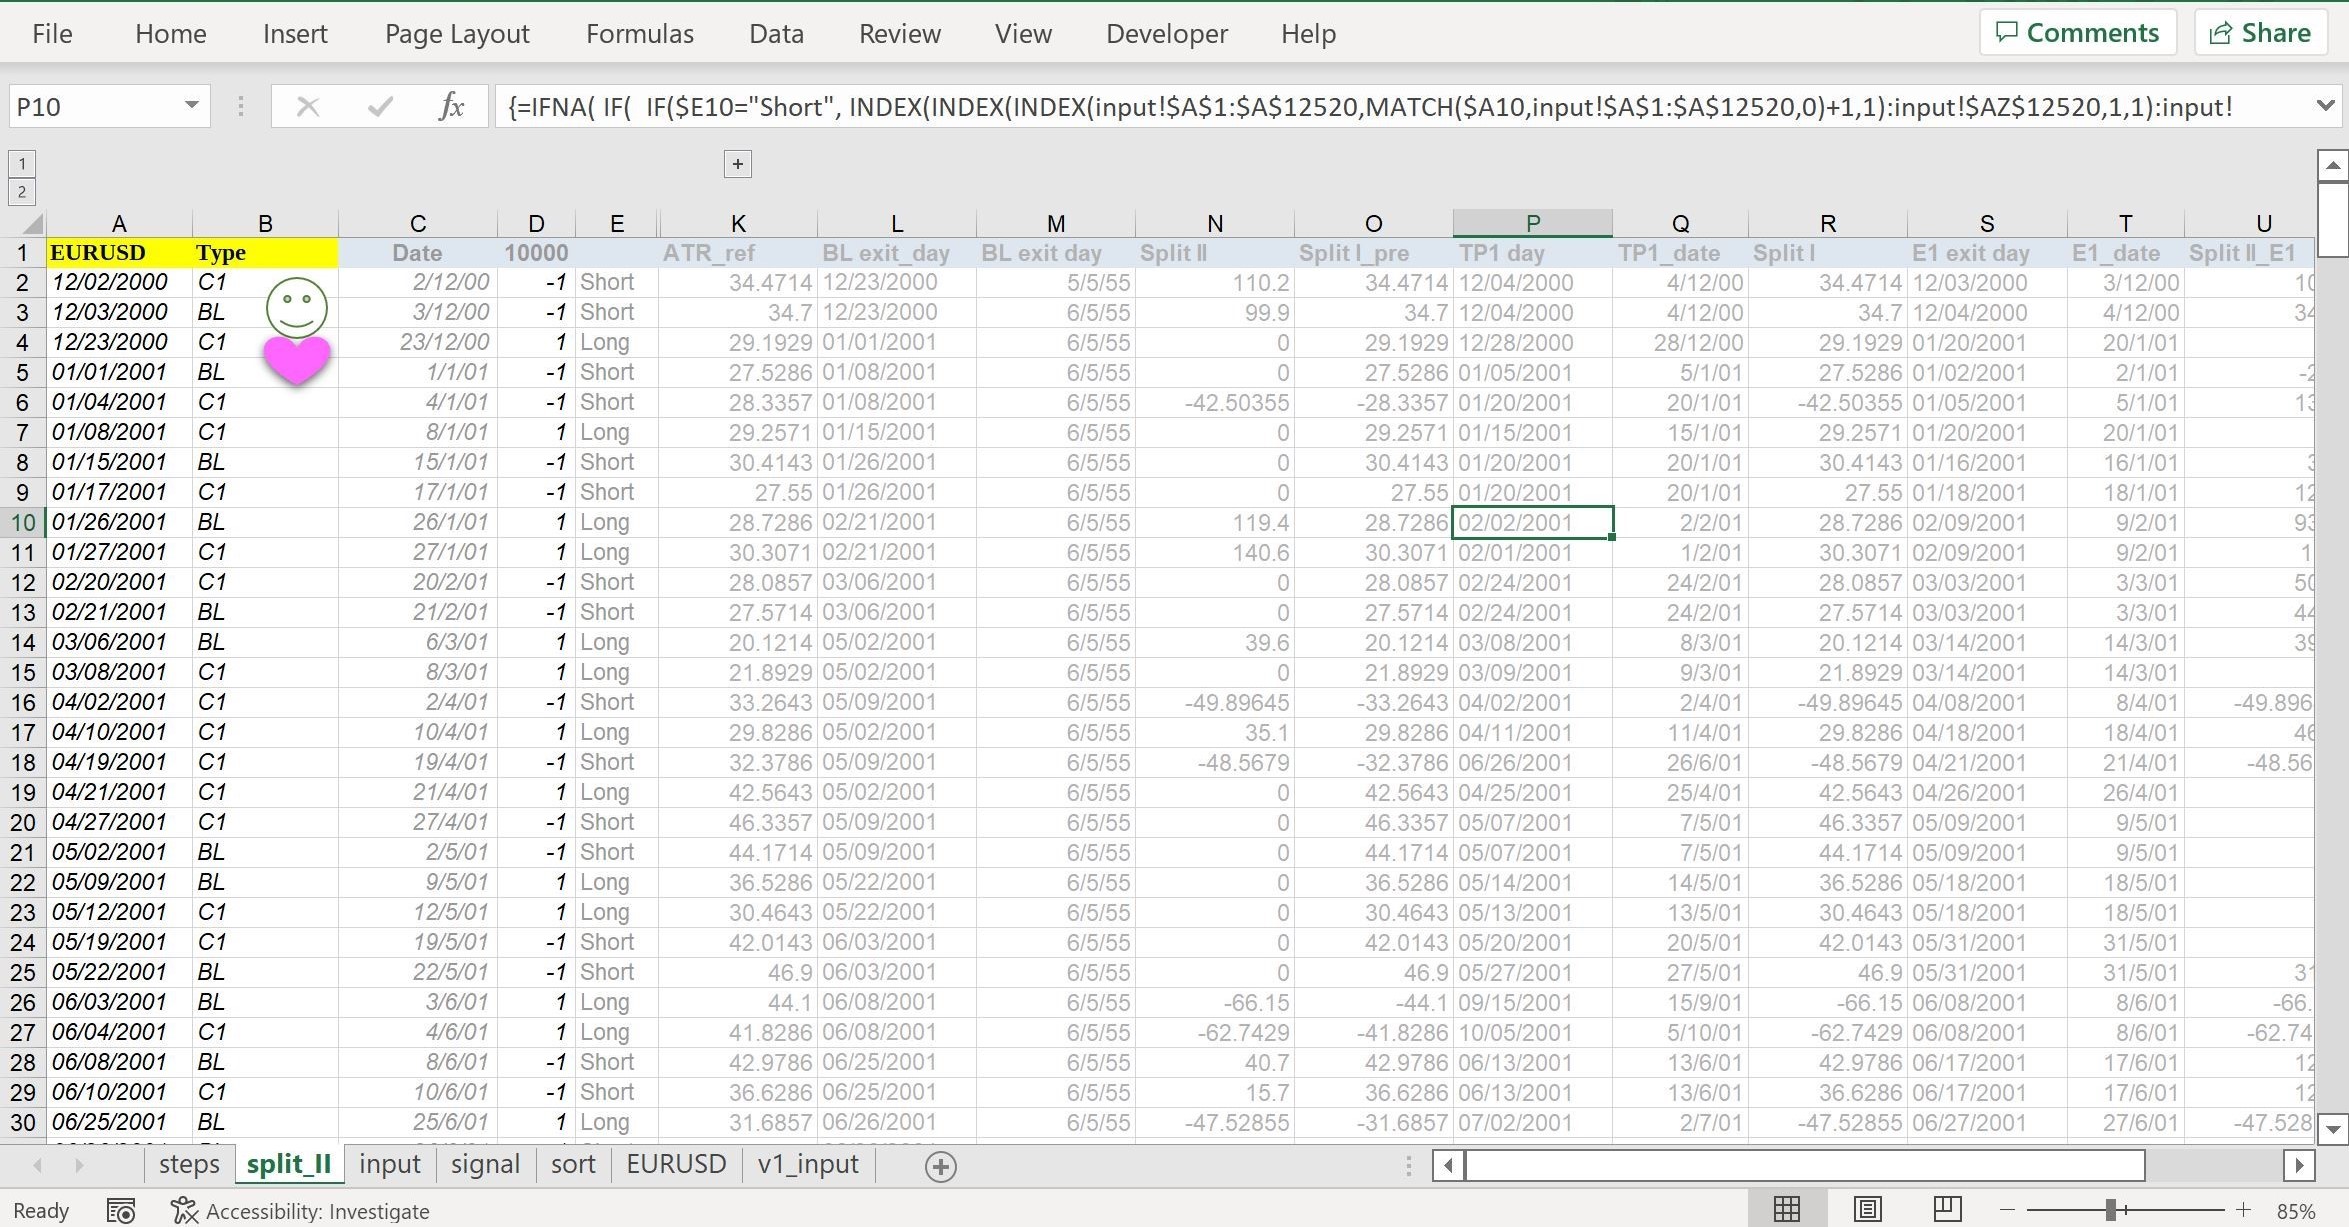 File Home Insert Page Layout Formulas Data Review View Developer Help Comments Share
P10 fx {=IFNA( IF(  IF($E10="Short", INDEX(INDEX(INDEX(input!$A$1:$A$12520,MATCH($A10,input!$A$1:$A$12520,0)+1,1):input!$AZ$12520,1,1):input!
+
1
2
A B C D E K L M N O P Q R S T U
1 EURUSD Type Date 10000 ATR_ref BL exit_day BL exit day Split II Split I_pre TP1 day TP1_date Split I E1 exit day E1_date Split II_E1
2 12/02/2000 C1 2/12/00 -1 Short 34.4714 12/23/2000 5/5/55 110.2 34.4714 12/04/2000 4/12/00 34.4714 12/03/2000 3/12/00 10
3 12/03/2000 BL 3/12/00 -1 Short 34.7 12/23/2000 6/5/55 99.9 34.7 12/04/2000 4/12/00 34.7 12/04/2000 4/12/00 34
4 12/23/2000 C1 23/12/00 1 Long 29.1929 01/01/2001 6/5/55 0 29.1929 12/28/2000 28/12/00 29.1929 01/20/2001 20/1/01
5 01/01/2001 BL 1/1/01 -1 Short 27.5286 01/08/2001 6/5/55 0 27.5286 01/05/2001 5/1/01 27.5286 01/02/2001 2/1/01 -2
6 01/04/2001 C1 4/1/01 -1 Short 28.3357 01/08/2001 6/5/55 -42.50355 -28.3357 01/20/2001 20/1/01 -42.50355 01/05/2001 5/1/01 13
7 01/08/2001 C1 8/1/01 1 Long 29.2571 01/15/2001 6/5/55 0 29.2571 01/15/2001 15/1/01 29.2571 01/20/2001 20/1/01
8 01/15/2001 BL 15/1/01 -1 Short 30.4143 01/26/2001 6/5/55 0 30.4143 01/20/2001 20/1/01 30.4143 01/16/2001 16/1/01 3
9 01/17/2001 C1 17/1/01 -1 Short 27.55 01/26/2001 6/5/55 0 27.55 01/20/2001 20/1/01 27.55 01/18/2001 18/1/01 12
10 01/26/2001 BL 26/1/01 1 Long 28.7286 02/21/2001 6/5/55 119.4 28.7286 02/02/2001 2/2/01 28.7286 02/09/2001 9/2/01 93
11 01/27/2001 C1 27/1/01 1 Long 30.3071 02/21/2001 6/5/55 140.6 30.3071 02/01/2001 1/2/01 30.3071 02/09/2001 9/2/01 1
12 02/20/2001 C1 20/2/01 -1 Short 28.0857 03/06/2001 6/5/55 0 28.0857 02/24/2001 24/2/01 28.0857 03/03/2001 3/3/01 50
13 02/21/2001 BL 21/2/01 -1 Short 27.5714 03/06/2001 6/5/55 0 27.5714 02/24/2001 24/2/01 27.5714 03/03/2001 3/3/01 44
14 03/06/2001 BL 6/3/01 1 Long 20.1214 05/02/2001 6/5/55 39.6 20.1214 03/08/2001 8/3/01 20.1214 03/14/2001 14/3/01 39
15 03/08/2001 C1 8/3/01 1 Long 21.8929 05/02/2001 6/5/55 0 21.8929 03/09/2001 9/3/01 21.8929 03/14/2001 14/3/01
16 04/02/2001 C1 2/4/01 -1 Short 33.2643 05/09/2001 6/5/55 -49.89645 -33.2643 04/02/2001 2/4/01 -49.89645 04/08/2001 8/4/01 -49.896
17 04/10/2001 C1 10/4/01 1 Long 29.8286 05/02/2001 6/5/55 35.1 29.8286 04/11/2001 11/4/01 29.8286 04/18/2001 18/4/01 46
18 04/19/2001 C1 19/4/01 -1 Short 32.3786 05/09/2001 6/5/55 -48.5679 -32.3786 06/26/2001 26/6/01 -48.5679 04/21/2001 21/4/01 -48.56
19 04/21/2001 C1 21/4/01 1 Long 42.5643 05/02/2001 6/5/55 0 42.5643 04/25/2001 25/4/01 42.5643 04/26/2001 26/4/01
20 04/27/2001 C1 27/4/01 -1 Short 46.3357 05/09/2001 6/5/55 0 46.3357 05/07/2001 7/5/01 46.3357 05/09/2001 9/5/01
21 05/02/2001 BL 2/5/01 -1 Short 44.1714 05/09/2001 6/5/55 0 44.1714 05/07/2001 7/5/01 44.1714 05/09/2001 9/5/01
22 05/09/2001 BL 9/5/01 1 Long 36.5286 05/22/2001 6/5/55 0 36.5286 05/14/2001 14/5/01 36.5286 05/18/2001 18/5/01
23 05/12/2001 C1 12/5/01 1 Long 30.4643 05/22/2001 6/5/55 0 30.4643 05/13/2001 13/5/01 30.4643 05/18/2001 18/5/01
24 05/19/2001 C1 19/5/01 -1 Short 42.0143 06/03/2001 6/5/55 0 42.0143 05/20/2001 20/5/01 42.0143 05/31/2001 31/5/01
25 05/22/2001 BL 22/5/01 -1 Short 46.9 06/03/2001 6/5/55 0 46.9 05/27/2001 27/5/01 46.9 05/31/2001 31/5/01 31
26 06/03/2001 BL 3/6/01 1 Long 44.1 06/08/2001 6/5/55 -66.15 -44.1 09/15/2001 15/9/01 -66.15 06/08/2001 8/6/01 -66.
27 06/04/2001 C1 4/6/01 1 Long 41.8286 06/08/2001 6/5/55 -62.7429 -41.8286 10/05/2001 5/10/01 -62.7429 06/08/2001 8/6/01 -62.74
28 06/08/2001 BL 8/6/01 -1 Short 42.9786 06/25/2001 6/5/55 40.7 42.9786 06/13/2001 13/6/01 42.9786 06/17/2001 17/6/01 12
29 06/10/2001 C1 10/6/01 -1 Short 36.6286 06/25/2001 6/5/55 15.7 36.6286 06/13/2001 13/6/01 36.6286 06/17/2001 17/6/01 12
30 06/25/2001 BL 25/6/01 1 Long 31.6857 06/26/2001 6/5/55 -47.52855 -31.6857 07/02/2001 2/7/01 -47.52855 06/27/2001 27/6/01 -47.528
steps split_II input signal sort EURUSD v1_input
Ready Accessibility: Investigate 85%